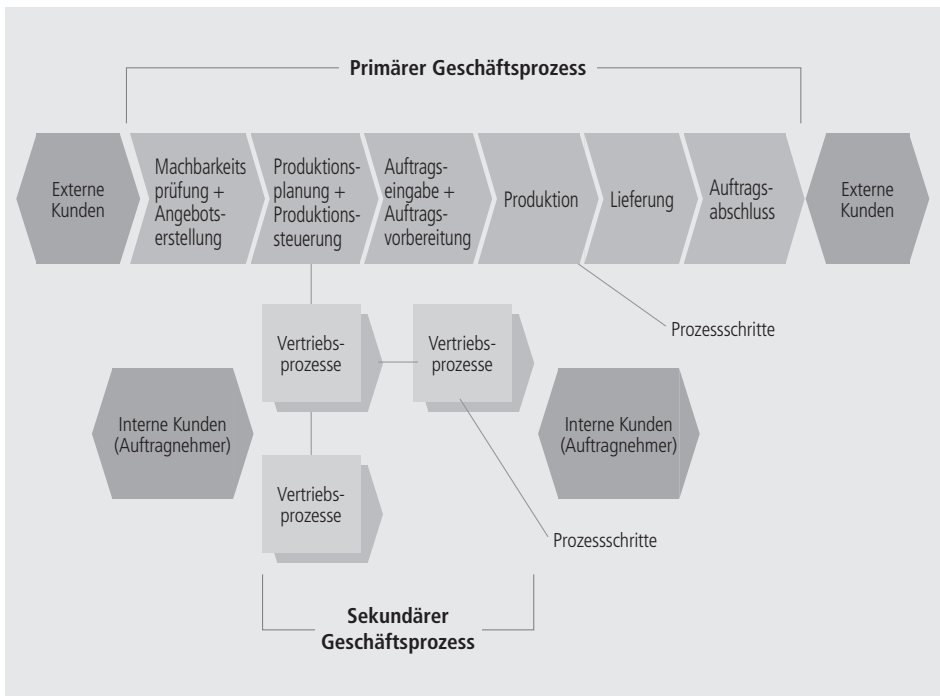 Primärer Geschäftsprozess
Externe
Kunden
Machbarkeits
prüfung +
Angebots-
erstellung
Produktions-
planung +
Produktions-
steuerung
Auftrags-
eingabe +
Auftrags-
vorbereitung
Produktion
Lieferung
Auftrags-
abschluss
Externe
Kunden
Prozessschritte
Vertriebs-
prozesse
Vertriebs-
prozesse
Interne Kunden
(Auftragnehmer)
Interne Kunden
(Auftragnehmer)
Vertriebs-
prozesse
Prozessschritte
Sekundärer
Geschäftsprozess